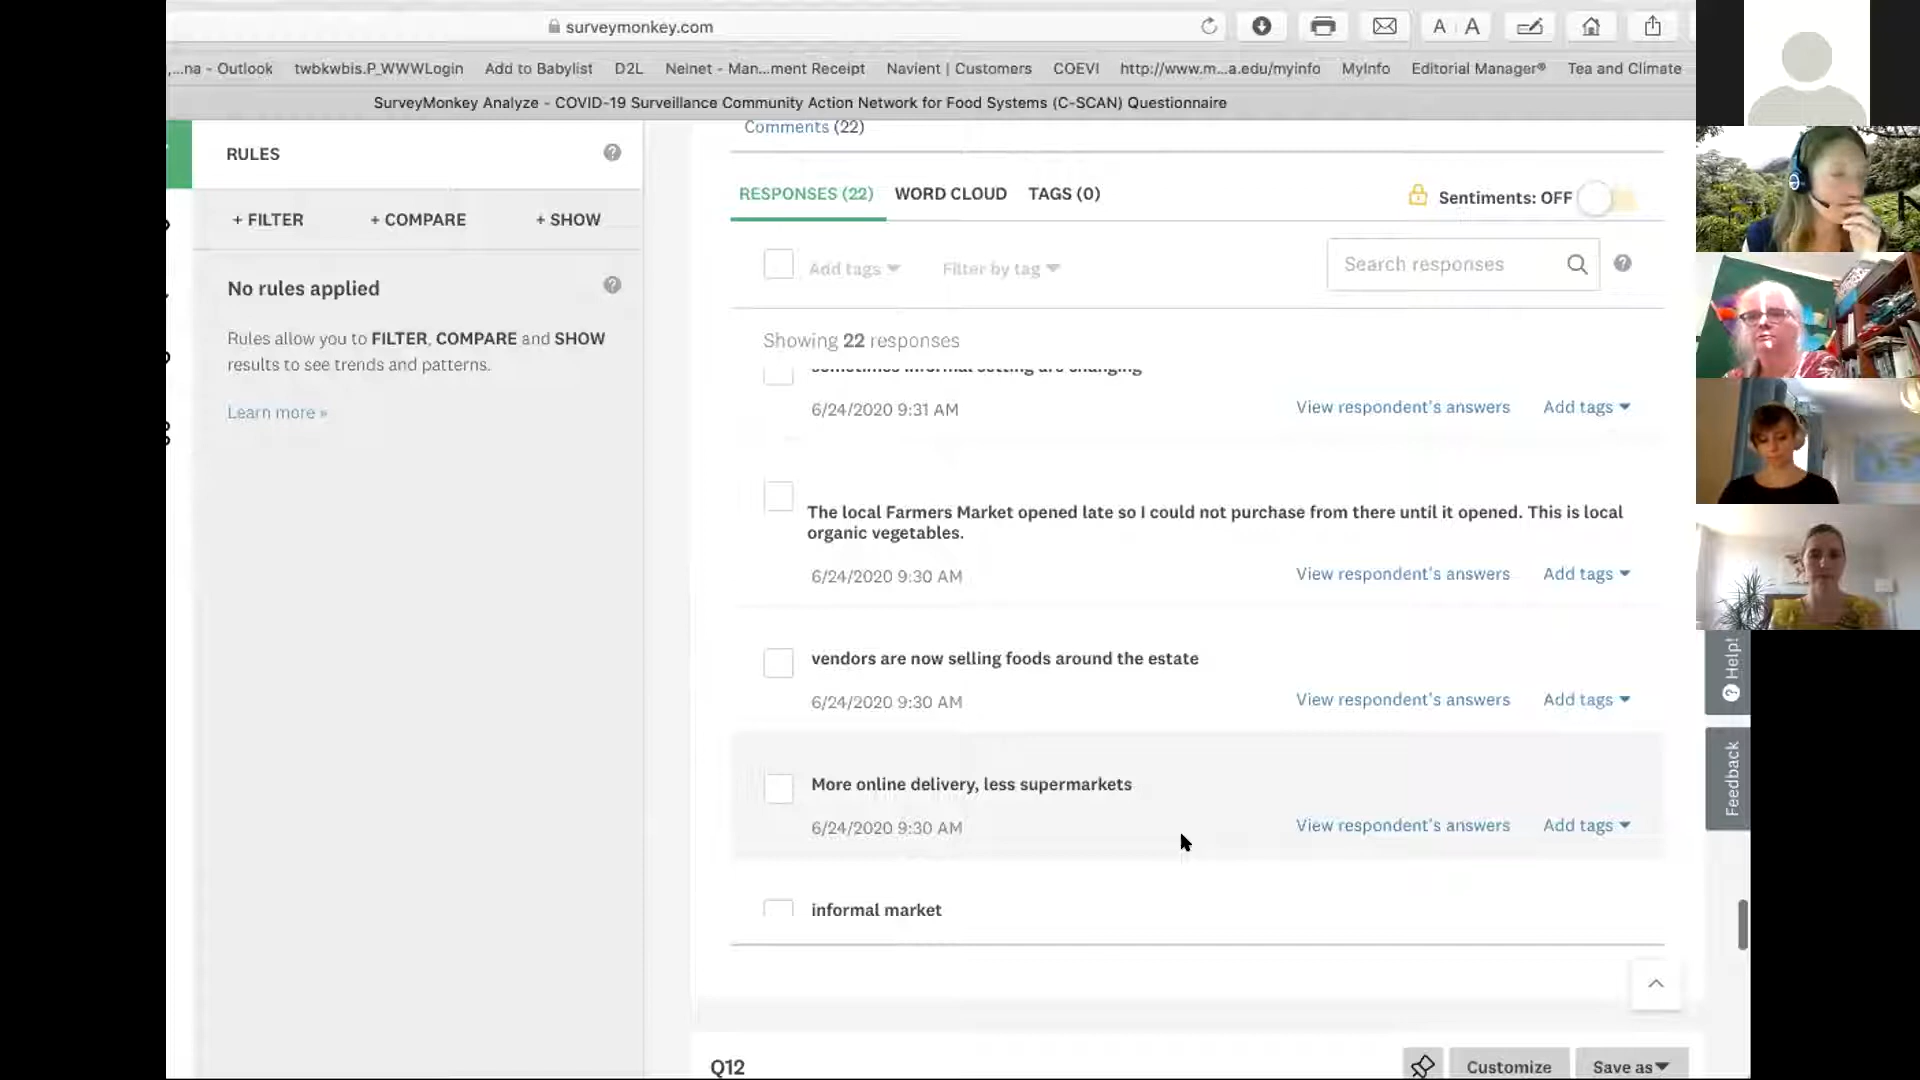 surveymonkey.com
A A
,...na - Outlook twbkwbis.P_WWWLogin Add to Babylist D2L Nelnet - Man...ment Receipt Navient | Customers COEVI http://www.m...a.edu/myinfo MyInfo Editorial Manager® Tea and Climate
SurveyMonkey Analyze - COVID-19 Surveillance Community Action Network for Food Systems (C-SCAN) Questionnaire
Comments (22)
RULES
+ FILTER + COMPARE + SHOW
No rules applied
Rules allow you to FILTER, COMPARE and SHOW
results to see trends and patterns.
Learn more »
RESPONSES (22) WORD CLOUD TAGS (0)
Sentiments: OFF
Add tags Filter by tag
Search responses
Showing 22 responses
sometimes informal setting are changing
6/24/2020 9:31 AM View respondent's answers Add tags
The local Farmers Market opened late so I could not purchase from there until it opened. This is local
organic vegetables.
6/24/2020 9:30 AM View respondent's answers Add tags
vendors are now selling foods around the estate
6/24/2020 9:30 AM View respondent's answers Add tags
More online delivery, less supermarkets
6/24/2020 9:30 AM View respondent's answers Add tags
informal market
Help!
Feedback
Q12
Customize Save as